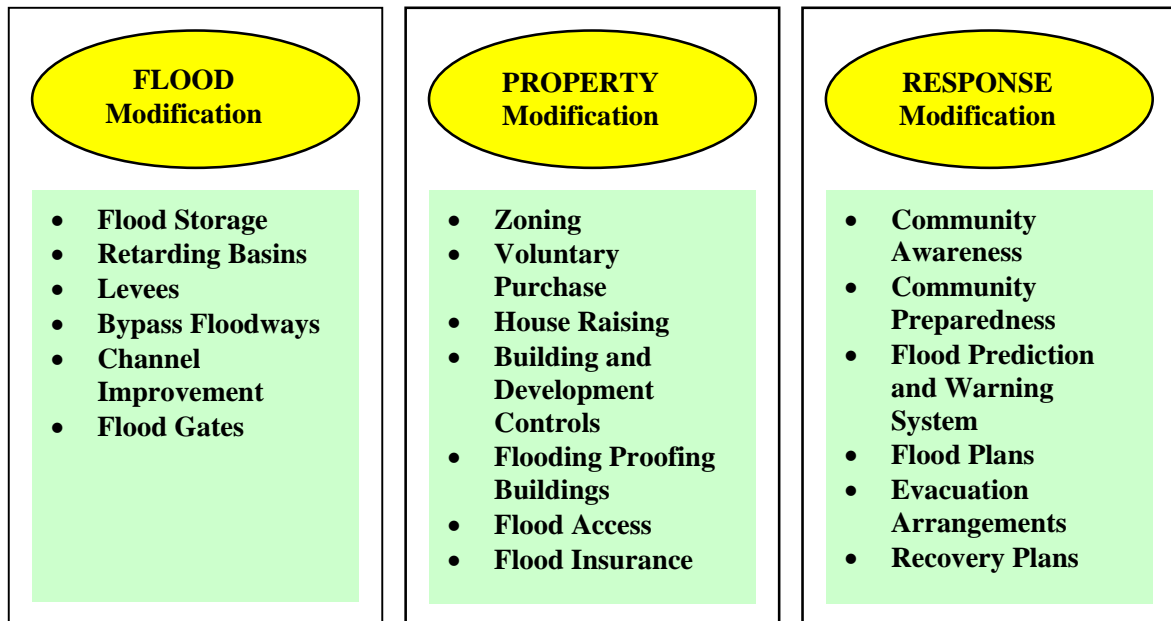 FLOOD
Modification
• Flood Storage
• Retarding Basins
• Levees
• Bypass Floodways
• Channel
Improvement
• Flood Gates
PROPERTY
Modification
• Zoning
• Voluntary
Purchase
• House Raising
• Building and
Development
Controls
• Flooding Proofing
Buildings
• Flood Access
• Flood Insurance
RESPONSE
Modification
• Community
Awareness
• Community
Preparedness
• Flood Prediction
and Warning
System
• Flood Plans
• Evacuation
Arrangements
• Recovery Plans